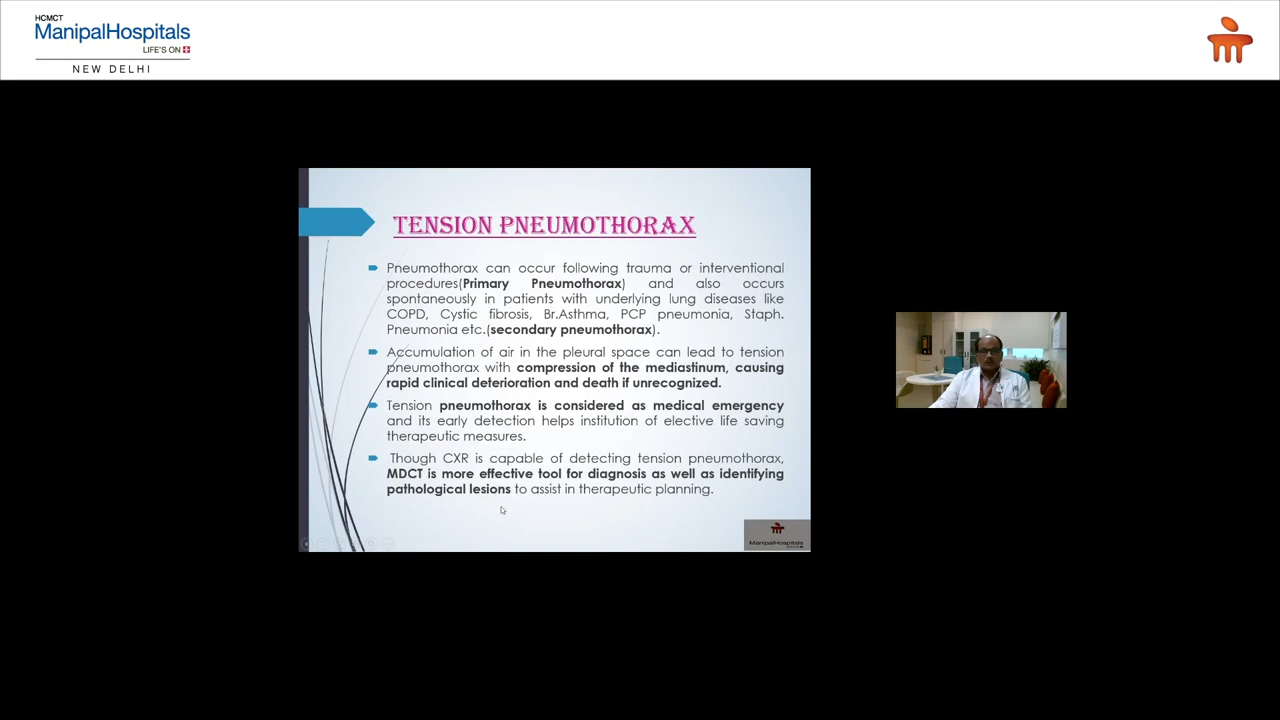 HCMCT
ManipalHospitals
LIFE'S ON
NEW DELHI
TENSION PNEUMOTHORAX
Pneumothorax can occur following trauma or interventional
procedures(Primary Pneumothorax) and also occurs
spontaneously in patients with underlying lung diseases like
COPD, Cystic fibrosis, Br.Asthma, PCP pneumonia, Staph.
Pneumonia etc.(secondary pneumothorax).
Accumulation of air in the pleural space can lead to tension
pneumothorax with compression of the mediastinum, causing
rapid clinical deterioration and death if unrecognized.
Tension pneumothorax is considered as medical emergency
and its early detection helps institution of elective life saving
therapeutic measures.
Though CXR is capable of detecting tension pneumothorax,
MDCT is more effective tool for diagnosis as well as identifying
pathological lesions to assist in therapeutic planning.
ManipalHospitals